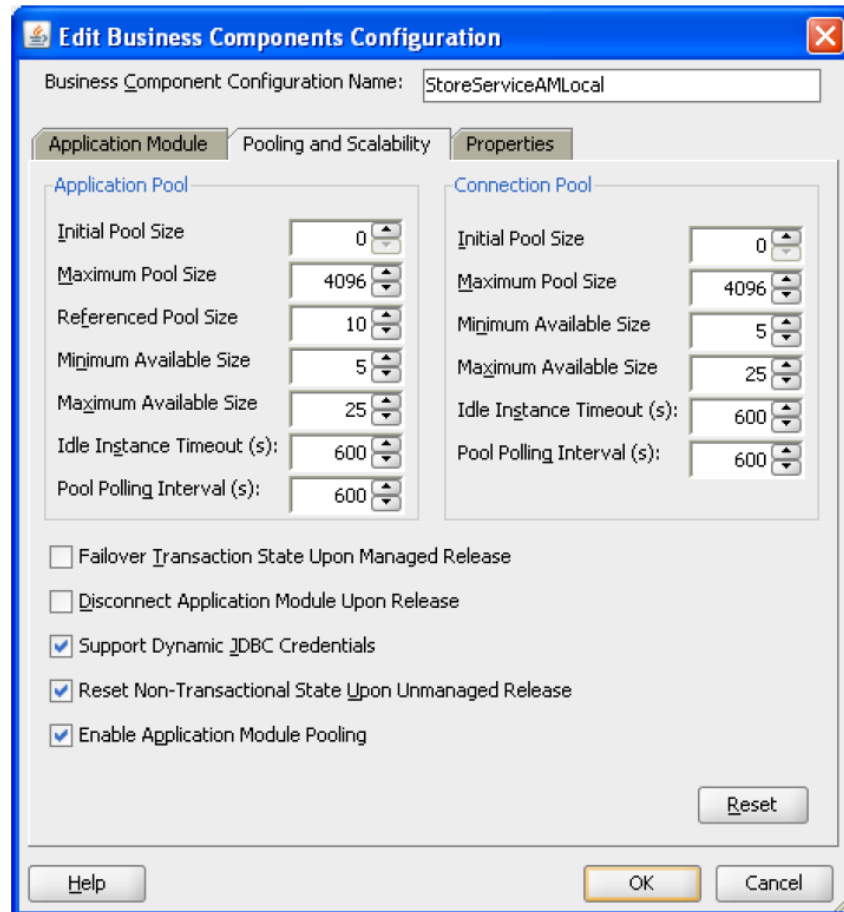 Edit Business Components Configuration
Business Component Configuration Name: StoreServiceAMLocal
Application Module Pooling and Scalability Properties
Application Pool
Initial Pool Size 0
Maximum Pool Size 4096
Referenced Pool Size 10
Minimum Available Size 5
Maximum Available Size 25
Idle Instance Timeout (s): 600
Pool Polling Interval (s): 600
Connection Pool
Initial Pool Size 0
Maximum Pool Size 4096
Minimum Available Size 5
Maximum Available Size 25
Idle Instance Timeout (s): 600
Pool Polling Interval (s): 600
Failover Transaction State Upon Managed Release
Disconnect Application Module Upon Release
Support Dynamic JDBC Credentials
Reset Non-Transactional State Upon Unmanaged Release
Enable Application Module Pooling
Reset
Help OK Cancel